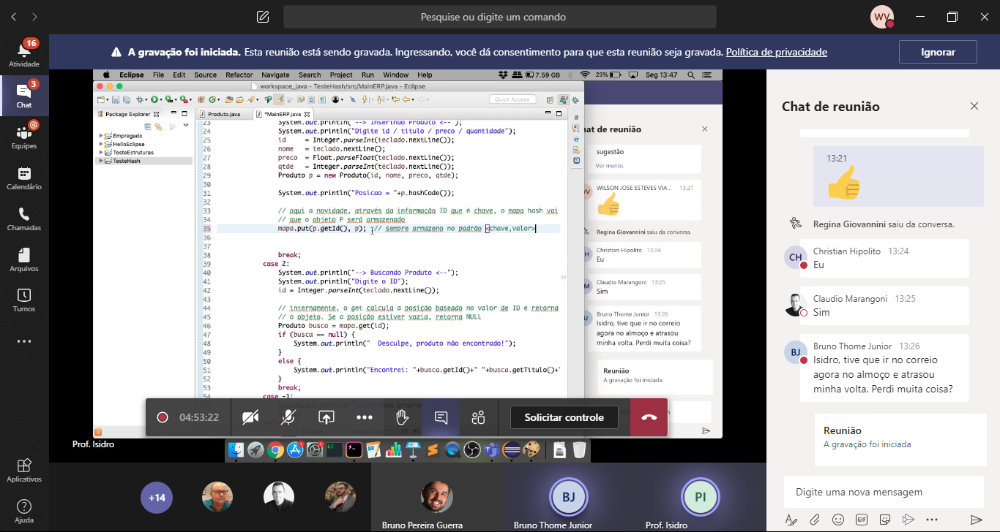 Pesquise ou digite um comando
WV
16
Atividade
A gravação foi iniciada. Esta reunião está sendo gravada. Ingressando, você dá consentimento para que esta reunião seja gravada. Política de privacidade
Ignorar
3
Chat
Equipes
Calendário
Chamadas
Arquivos
Turnos
Aplicativos
Ajuda
Eclipse File Edit Source Refactor Navigate Search Project Run Window Help
7.59 GB
23%
Seg 13:47
workspace_java - TesteHash/src/MainERP.java - Eclipse
Quick Access
Package Explorer
Empregado
HelloEclipse
TesteEstruturas
TesteHash
Produto.java
*MainERP.java
23 System.out.println("--> Inserindo Produto <--");
24 System.out.println("Digite id / titulo / preco / quantidade");
25 id = Integer.parseInt(teclado.nextLine());
26 nome = teclado.nextLine();
27 preco = Float.parseFloat(teclado.nextLine());
28 qtde = Integer.parseInt(teclado.nextLine());
29 Produto p = new Produto(id, nome, preco, qtde);
30
31 System.out.println("Posicao = "+p.hashCode());
32
33 // aqui a novidade, através da informação ID que é chave, o mapa hash vai
34 // que o objeto P será armazenado
35 mapa.put(p.getId(), p); // sempre armazeno no padrão <chave,valor>
36
37
38 break;
39 case 2:
40 System.out.println("--> Buscando Produto <--");
41 System.out.println("Digite o ID");
42 id = Integer.parseInt(teclado.nextLine());
43
44 // internamente, o get calcula a posição baseado no valor de ID e retorna
45 // o objeto. Se a posição estiver vazia, retorna NULL
46 Produto busca = mapa.get(id);
47 if (busca == null) {
48 System.out.println(" Desculpe, produto não encontrado!");
49 }
50 else {
51 System.out.println("Encontrei: "+busca.getId()+" "+busca.getTitulo()+"
52 }
53 break;
54 case -1:
at de reunião
sugestão
Ver menos
WILSON JOSE ESTEVES VIA... 13:21
Regina Giovannini saiu da conversa.
Christian Hipolito 13:24
Eu
Claudio Marangoni 13:25
Sim
Bruno Thome Junior 13:26
Isidro, tive que ir no correio
agora no almoço e atrasou
minha volta. Perdi muita coisa?
Reunião
A gravação foi iniciada
04:53:22
Solicitar controle
Prof. Isidro
+14
Bruno Pereira Guerra
BJ
Bruno Thome Junior
PI
Prof. Isidro
Chat de reunião
13:21
Regina Giovannini saiu da conversa.
CH
Christian Hipolito 13:24
Eu
Claudio Marangoni 13:25
Sim
BJ
Bruno Thome Junior 13:26
Isidro, tive que ir no correio
agora no almoço e atrasou
minha volta. Perdi muita coisa?
Reunião
A gravação foi iniciada
Digite uma nova mensagem
GIF